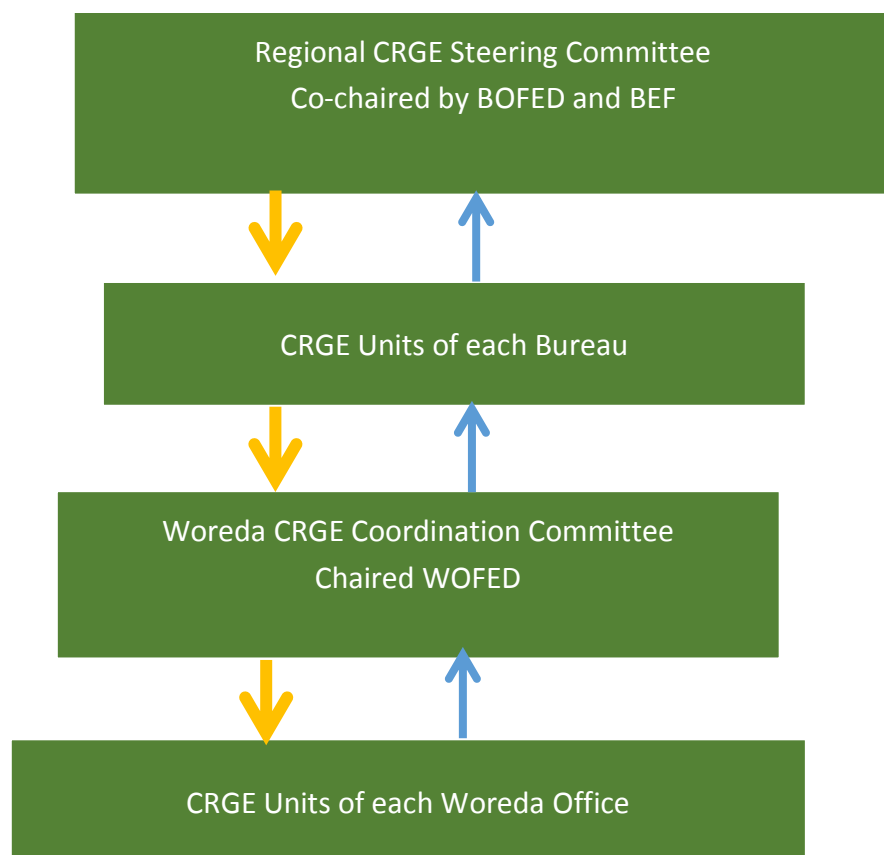 Regional CRGE Steering Committee
Co-chaired by BOFED and BEF
CRGE Units of each Bureau
Woreda CRGE Coordination Committee
Chaired WOFED
CRGE Units of each Woreda Office